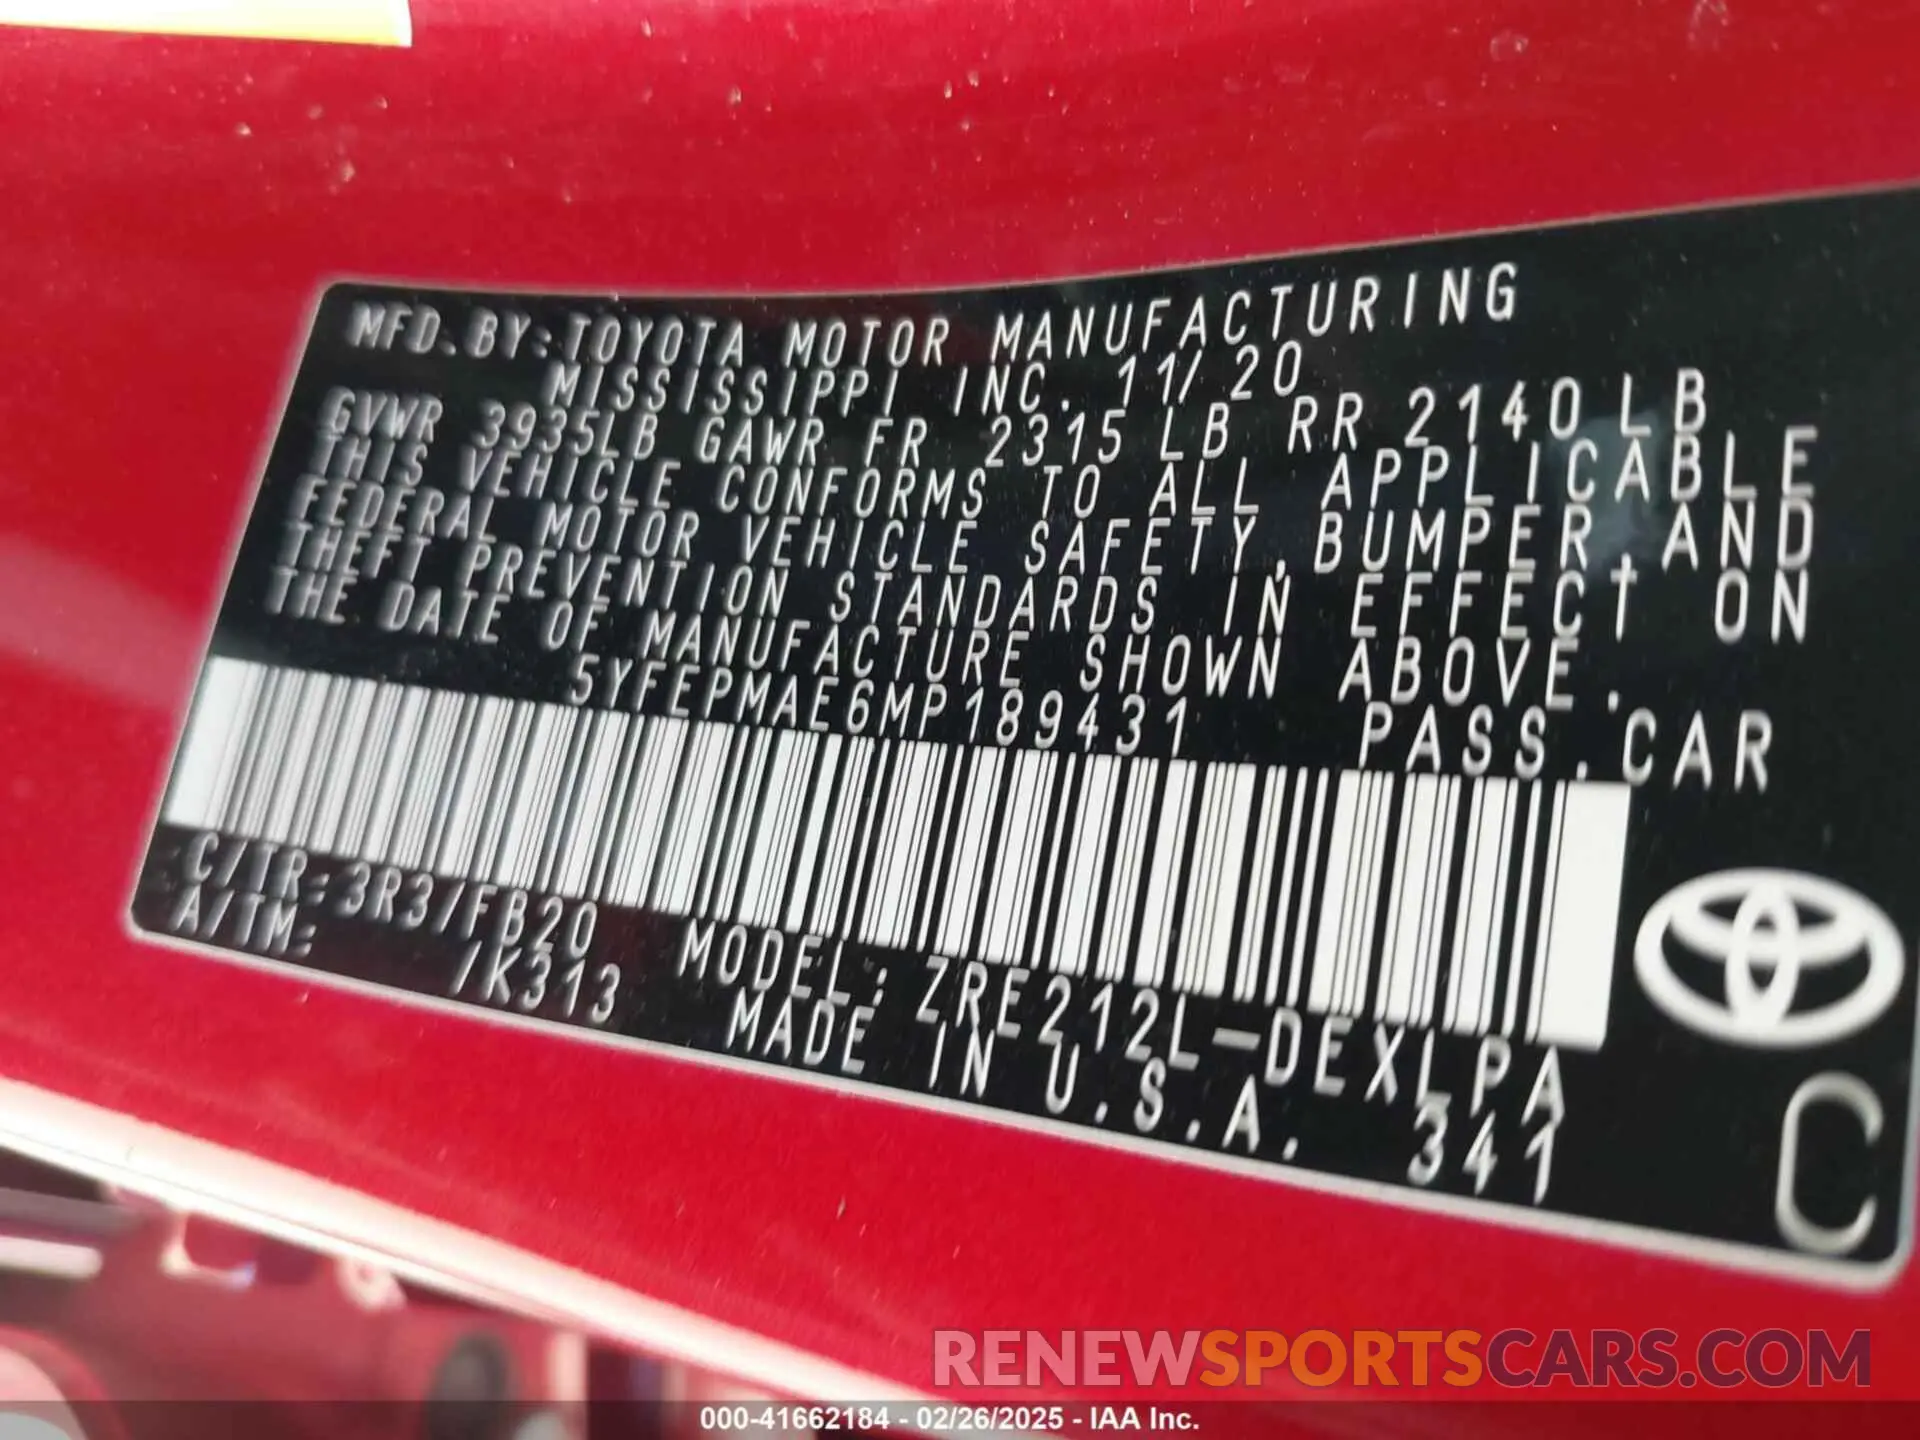 MFD. BY: TOYOTA MOTOR MANUFACTURING
MISSISSIPPI INC. 11/20
GVWR 3935LB GAWR FR 2315 LB RR 2140 LB
THIS VEHICLE CONFORMS TO ALL APPLICABLE
FEDERAL MOTOR VEHICLE SAFETY, BUMPER, AND
THEFT PREVENTION STANDARDS IN EFFECT ON
THE DATE OF MANUFACTURE SHOWN ABOVE.
5YFEPMAE6MP189431 PASS. CAR
C/TR: 3R3/FB20 MODEL: ZRE212L-DEXLPA
A/TM: /K313 MADE IN U.S.A. 341
C
RENEWSPORTSCARS.COM
000-41662184 - 02/26/2025 - IAA Inc.